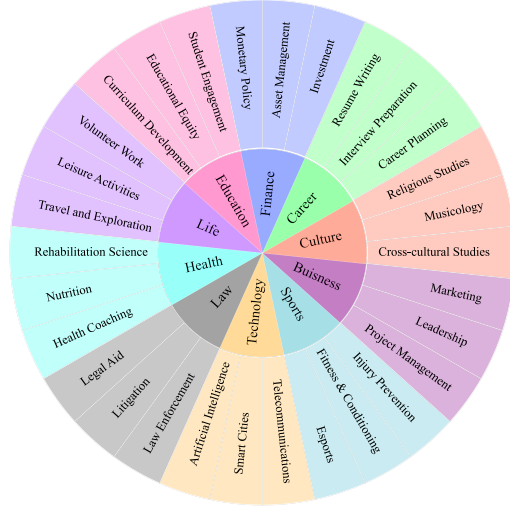 Finance
Monetary Policy
Asset Management
Investment
Career
Resume Writing
Interview Preparation
Career Planning
Culture
Religious Studies
Musicology
Cross-cultural Studies
Buisness
Marketing
Leadership
Project Management
Sports
Injury Prevention
Fitness & Conditioning
Esports
Technology
Telecommunications
Smart Cities
Artificial Intelligence
Law
Law Enforcement
Litigation
Legal Aid
Health
Health Coaching
Nutrition
Rehabilitation Science
Life
Travel and Exploration
Leisure Activities
Volunteer Work
Education
Curriculum Development
Educational Equity
Student Engagement